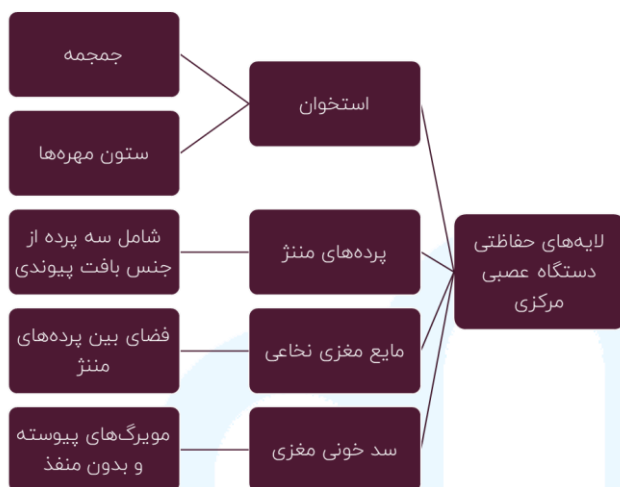 لایه‌های حفاظتی
دستگاه عصبی
مرکزی
استخوان
جمجمه
ستون مهره‌ها
پرده‌های مننژ
شامل سه پرده از
جنس بافت پیوندی
مایع مغزی نخاعی
فضای بین پرده‌های
مننژ
سد خونی مغزی
مویرگ‌های پیوسته
و بدون منفذ